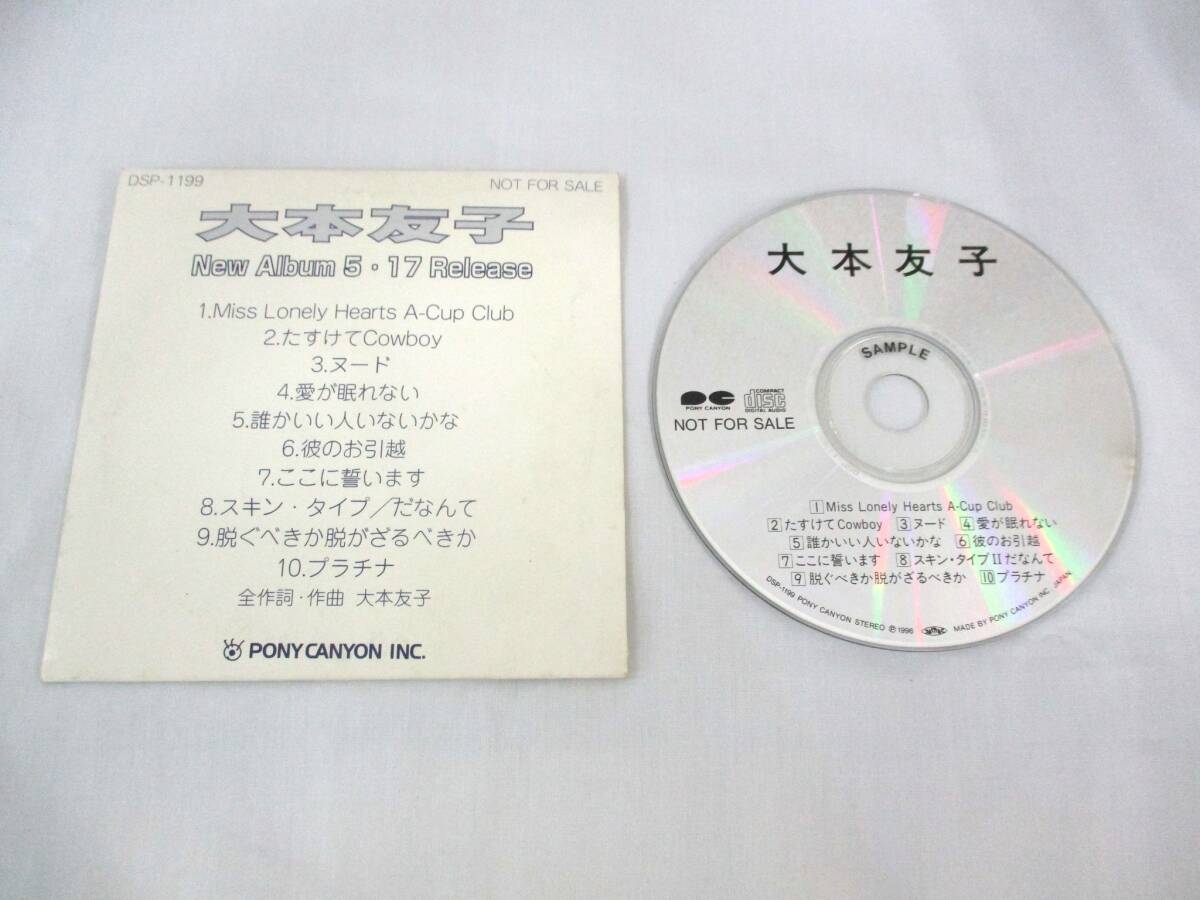 DSP-1199
NOT FOR SALE
大本友子
New Album 5・17 Release
1.Miss Lonely Hearts A-Cup Club
2.たすけてCowboy
3.ヌード
4.愛が眠れない
5.誰かいい人いないかな
6.彼のお引越
7.ここに誓います
8.スキン・タイプ／だなんて
9.脱ぐべきか脱がざるべきか
10.プラチナ
全作詞・作曲 大本友子
PONY CANYON INC.
大本友子
SAMPLE
PONY CANYON
COMPACT
disc
DIGITAL AUDIO
NOT FOR SALE
1 Miss Lonely Hearts A-Cup Club
2 たすけてCowboy 3 ヌード 4 愛が眠れない
5 誰かいい人いないかな 6 彼のお引越
7 ここに誓います 8 スキン・タイプⅡだなんて
9 脱ぐべきか脱がざるべきか 10 プラチナ
DSP-1199 PONY CANYON STEREO ℗1996 MADE BY PONY CANYON INC. JAPAN